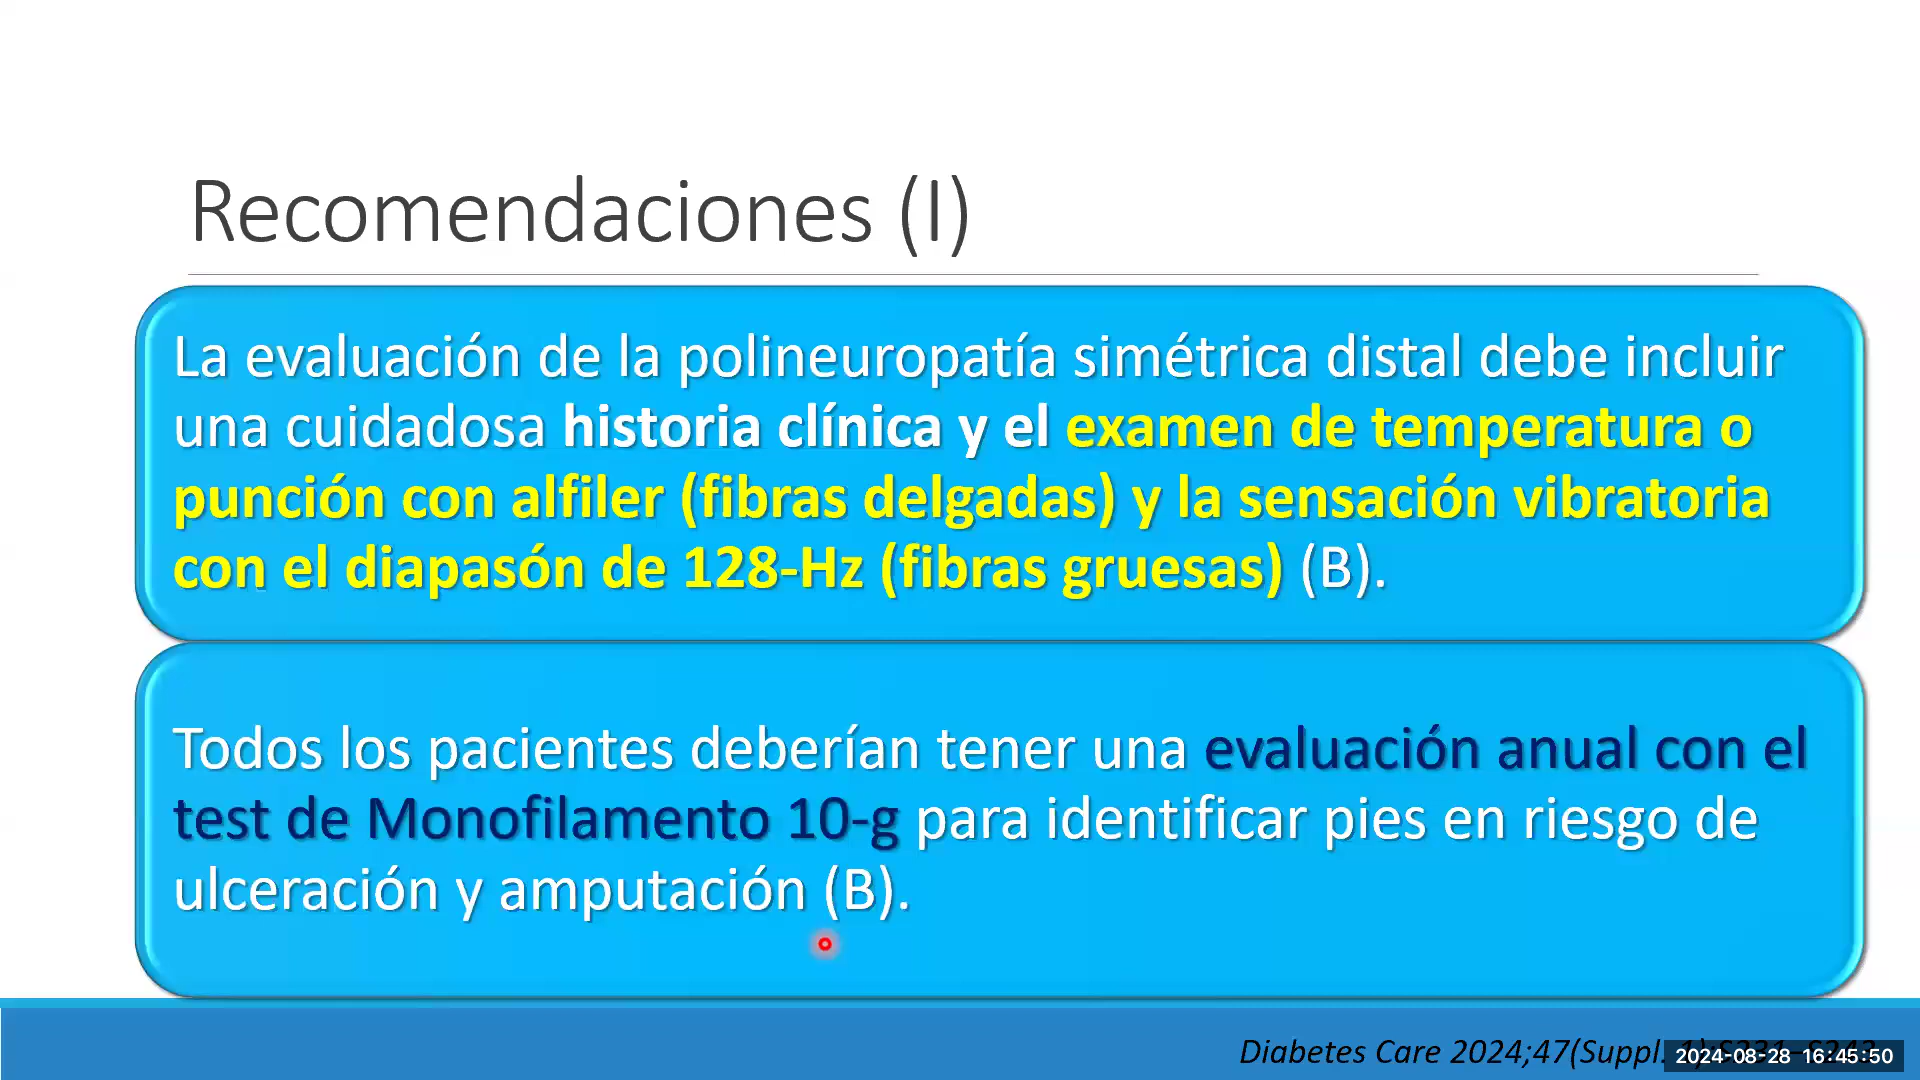 Recomendaciones (I)
La evaluación de la polineuropatía simétrica distal debe incluir
una cuidadosa historia clínica y el examen de temperatura o
punción con alfiler (fibras delgadas) y la sensación vibratoria
con el diapasón de 128-Hz (fibras gruesas) (B).
Todos los pacientes deberían tener una evaluación anual con el
test de Monofilamento 10-g para identificar pies en riesgo de
ulceración y amputación (B).
Diabetes Care 2024;47(Suppl.
2024-08-28 16:45:50